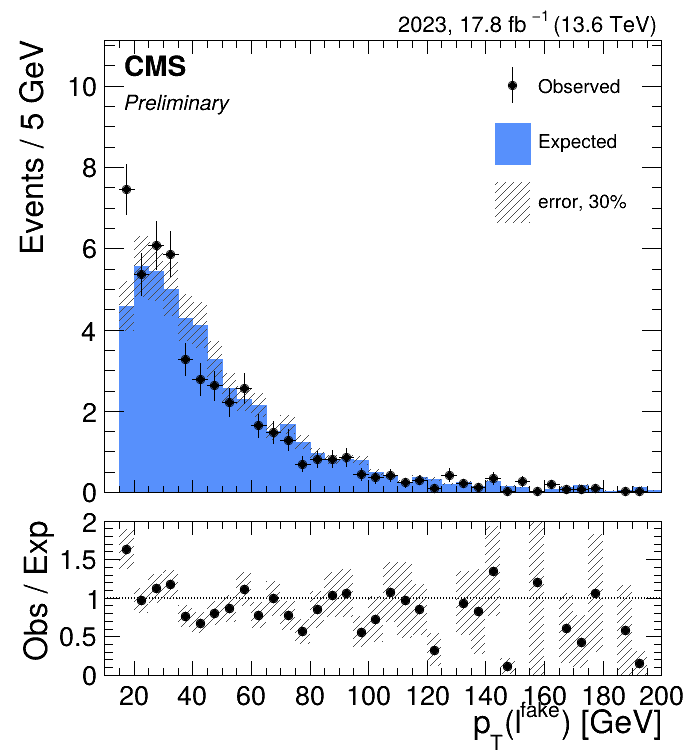 2023, 17.8 fb⁻¹ (13.6 TeV)
CMS
Preliminary
Observed
Expected
error, 30%
Events / 5 GeV
10
8
6
4
2
0
Obs / Exp
2
1.5
1
0.5
0
20 40 60 80 100 120 140 160 180 200
p_T(l^fake) [GeV]